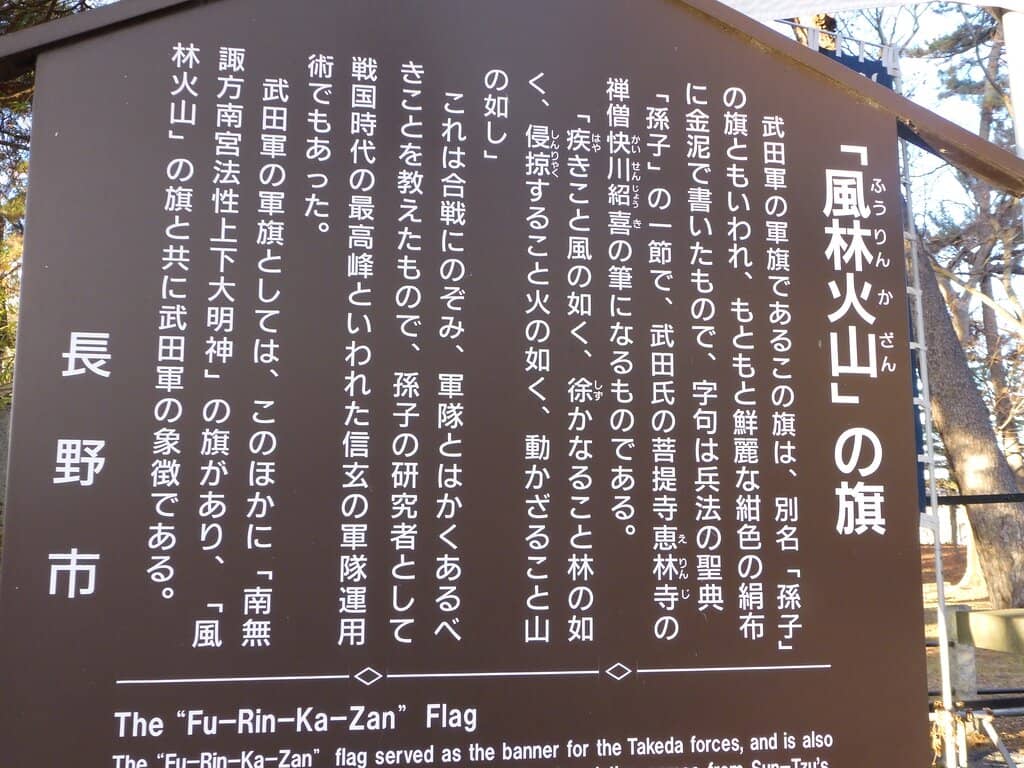 「風林火山」の旗
武田軍の軍旗であるこの旗は、別名「孫子」
の旗ともいわれ、もともと鮮麗な紺色の絹布
に金泥で書いたもので、字句は兵法の聖典
「孫子」の一節で、武田氏の菩提寺恵林寺の
禅僧快川紹喜の筆になるものである。
「疾きこと風の如く、徐かなること林の如
く、侵掠すること火の如く、動かざること山
の如し」
これは合戦にのぞみ、軍隊とはかくあるべ
きことを教えたもので、孫子の研究者として
戦国時代の最高峰といわれた信玄の軍隊運用
術でもあった。
武田軍の軍旗としては、このほかに「南無
諏方南宮法性上下大明神」の旗があり、「風
林火山」の旗と共に武田軍の象徴である。
長野市
The “Fu-Rin-Ka-Zan” Flag
The “Fu-Rin-Ka-Zan” flag served as the banner for the Takeda forces, and is also
from Sun-Tzu's